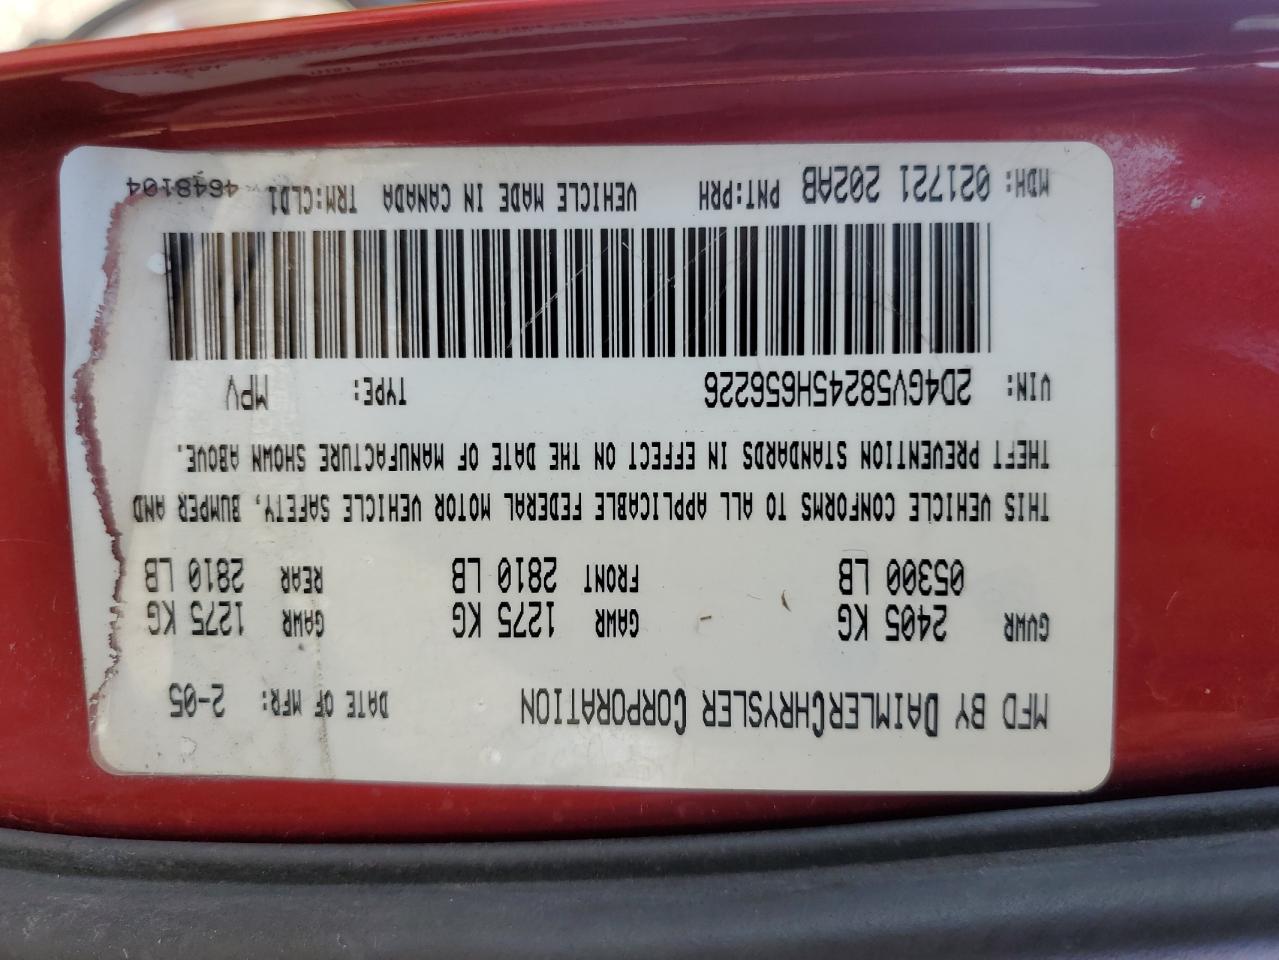 MFD BY DAIMLERCHRYSLER CORPORATION DATE OF MFR: 2-05
GVWR 2405 KG GAWR 1275 KG GAWR 1275 KG
05300 LB FRONT 2810 LB REAR 2810 LB
THIS VEHICLE CONFORMS TO ALL APPLICABLE FEDERAL MOTOR VEHICLE SAFETY, BUMPER AND
THEFT PREVENTION STANDARDS IN EFFECT ON THE DATE OF MANUFACTURE SHOWN ABOVE.
VIN: 2D4GV58245H656226 TYPE: MPV
MDH: 021721 202AB PNT:PRH VEHICLE MADE IN CANADA TRM:CLD1
4648104